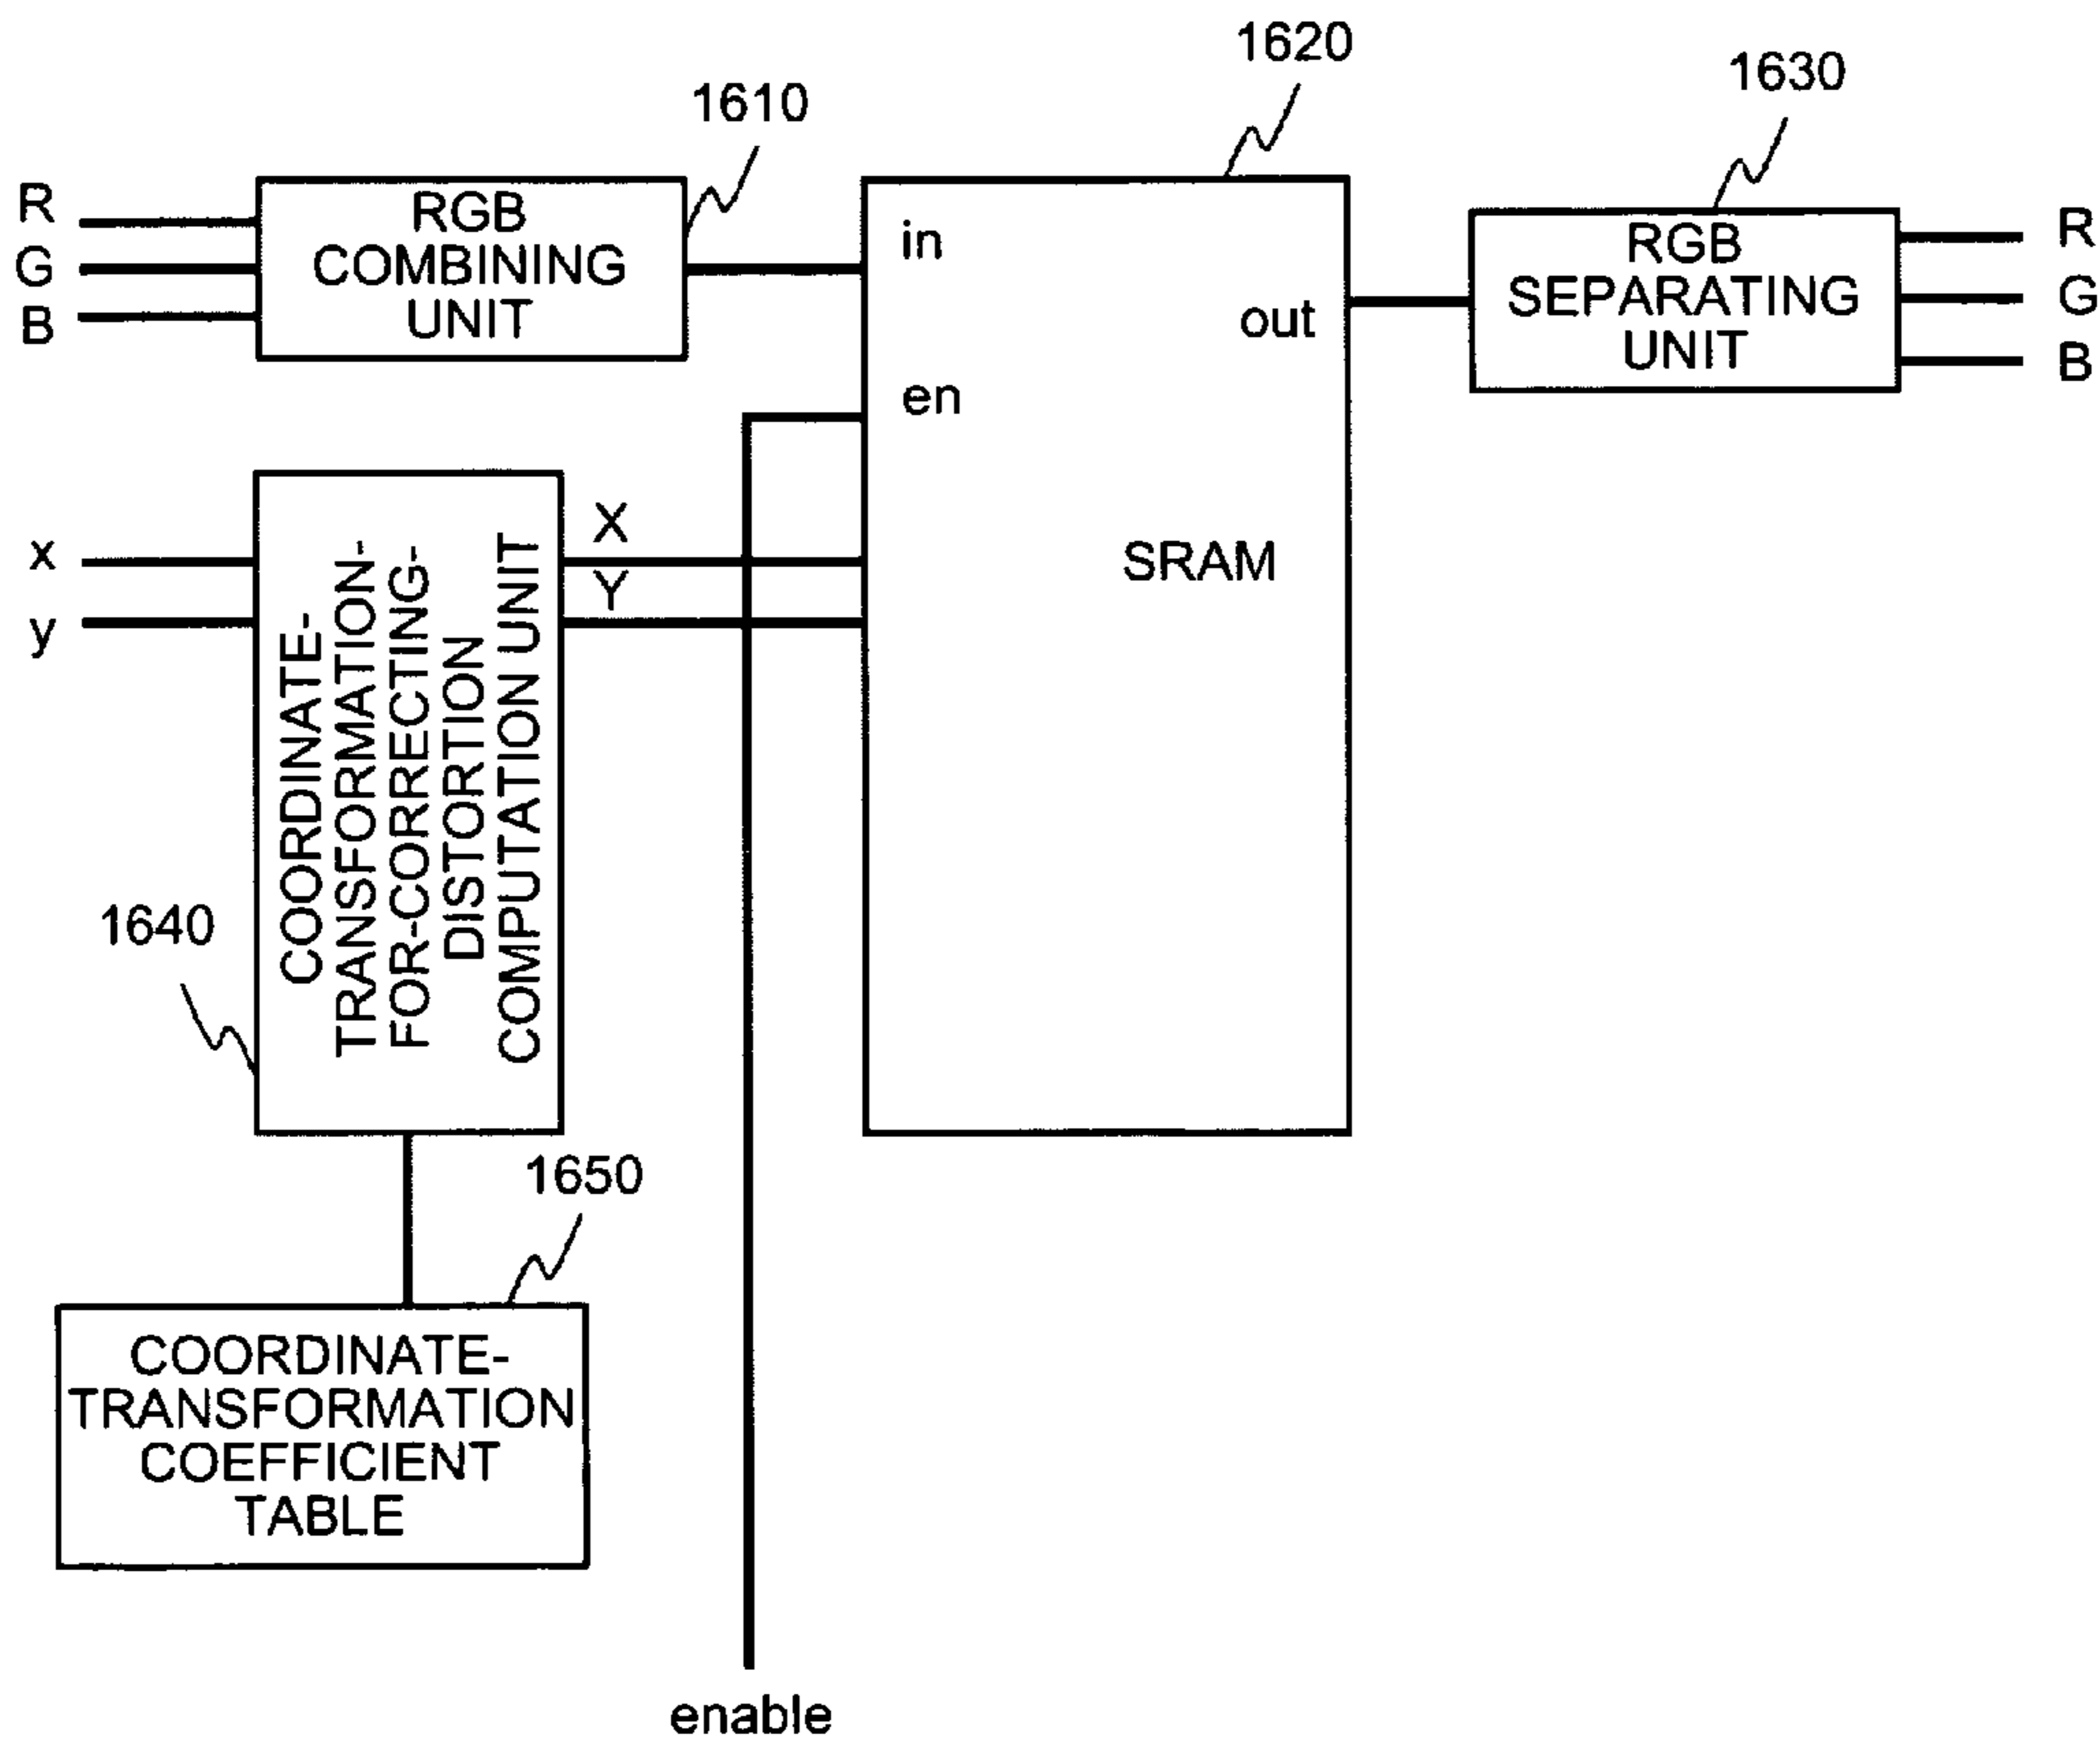 1620
1630
1610
R
G
B
RGB
COMBINING
UNIT
in
out
en
SRAM
RGB
SEPARATING
UNIT
R
G
B
x
y
COORDINATE-
TRANSFORMATION-
FOR-CORRECTING-
DISTORTION
COMPUTATION UNIT
X
Y
1640
1650
COORDINATE-
TRANSFORMATION
COEFFICIENT
TABLE
enable